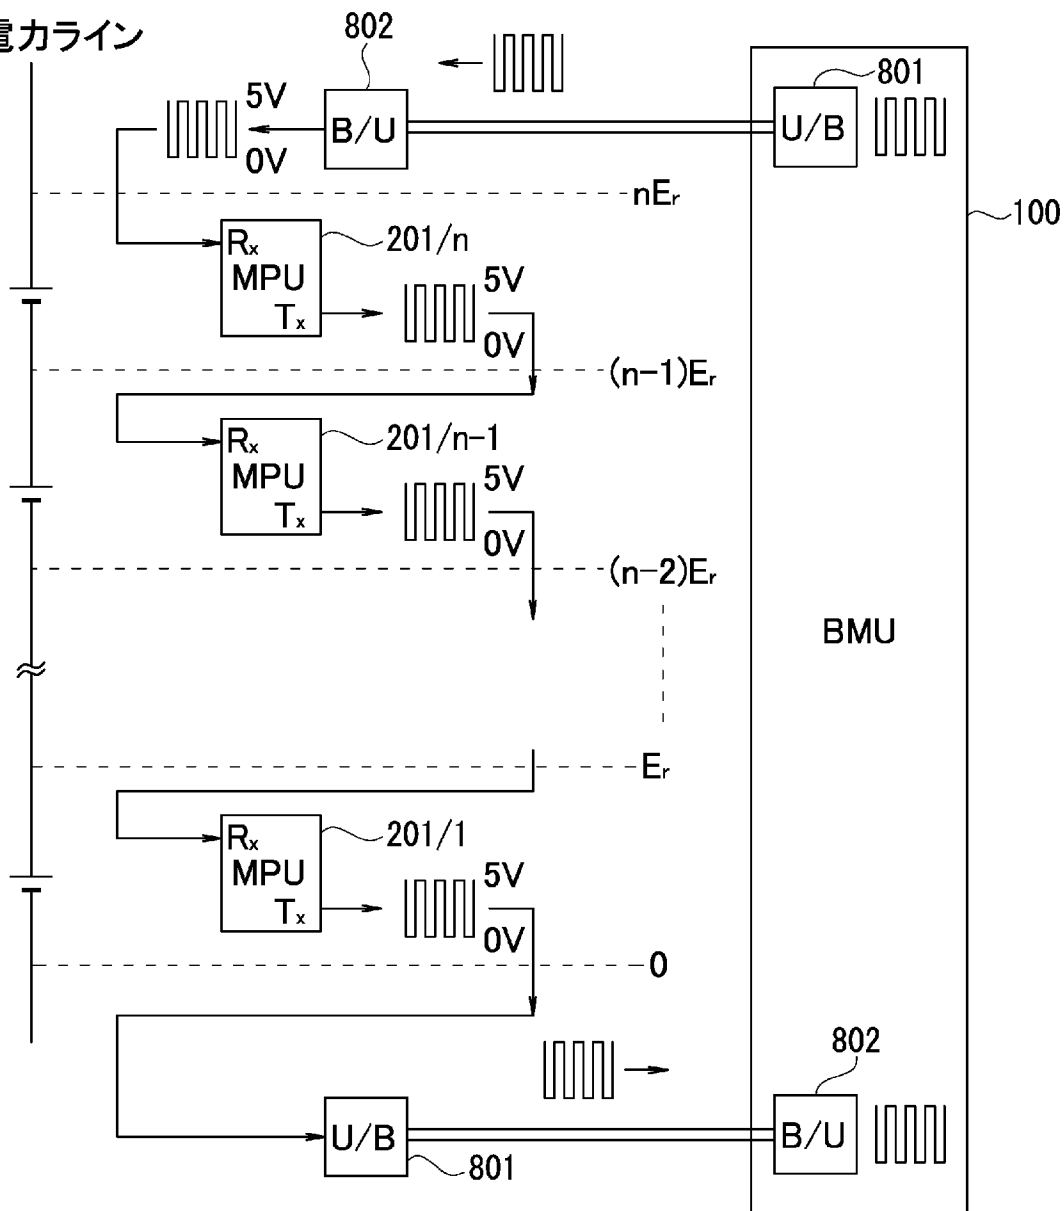 電力ライン
802
801
5V
B/U
U/B
0V
nEr
100
Rx
201/n
MPU
5V
Tx
0V
(n-1)Er
Rx
201/n-1
MPU
5V
Tx
0V
(n-2)Er
BMU
Er
Rx
201/1
MPU
5V
Tx
0V
0
802
U/B
B/U
801